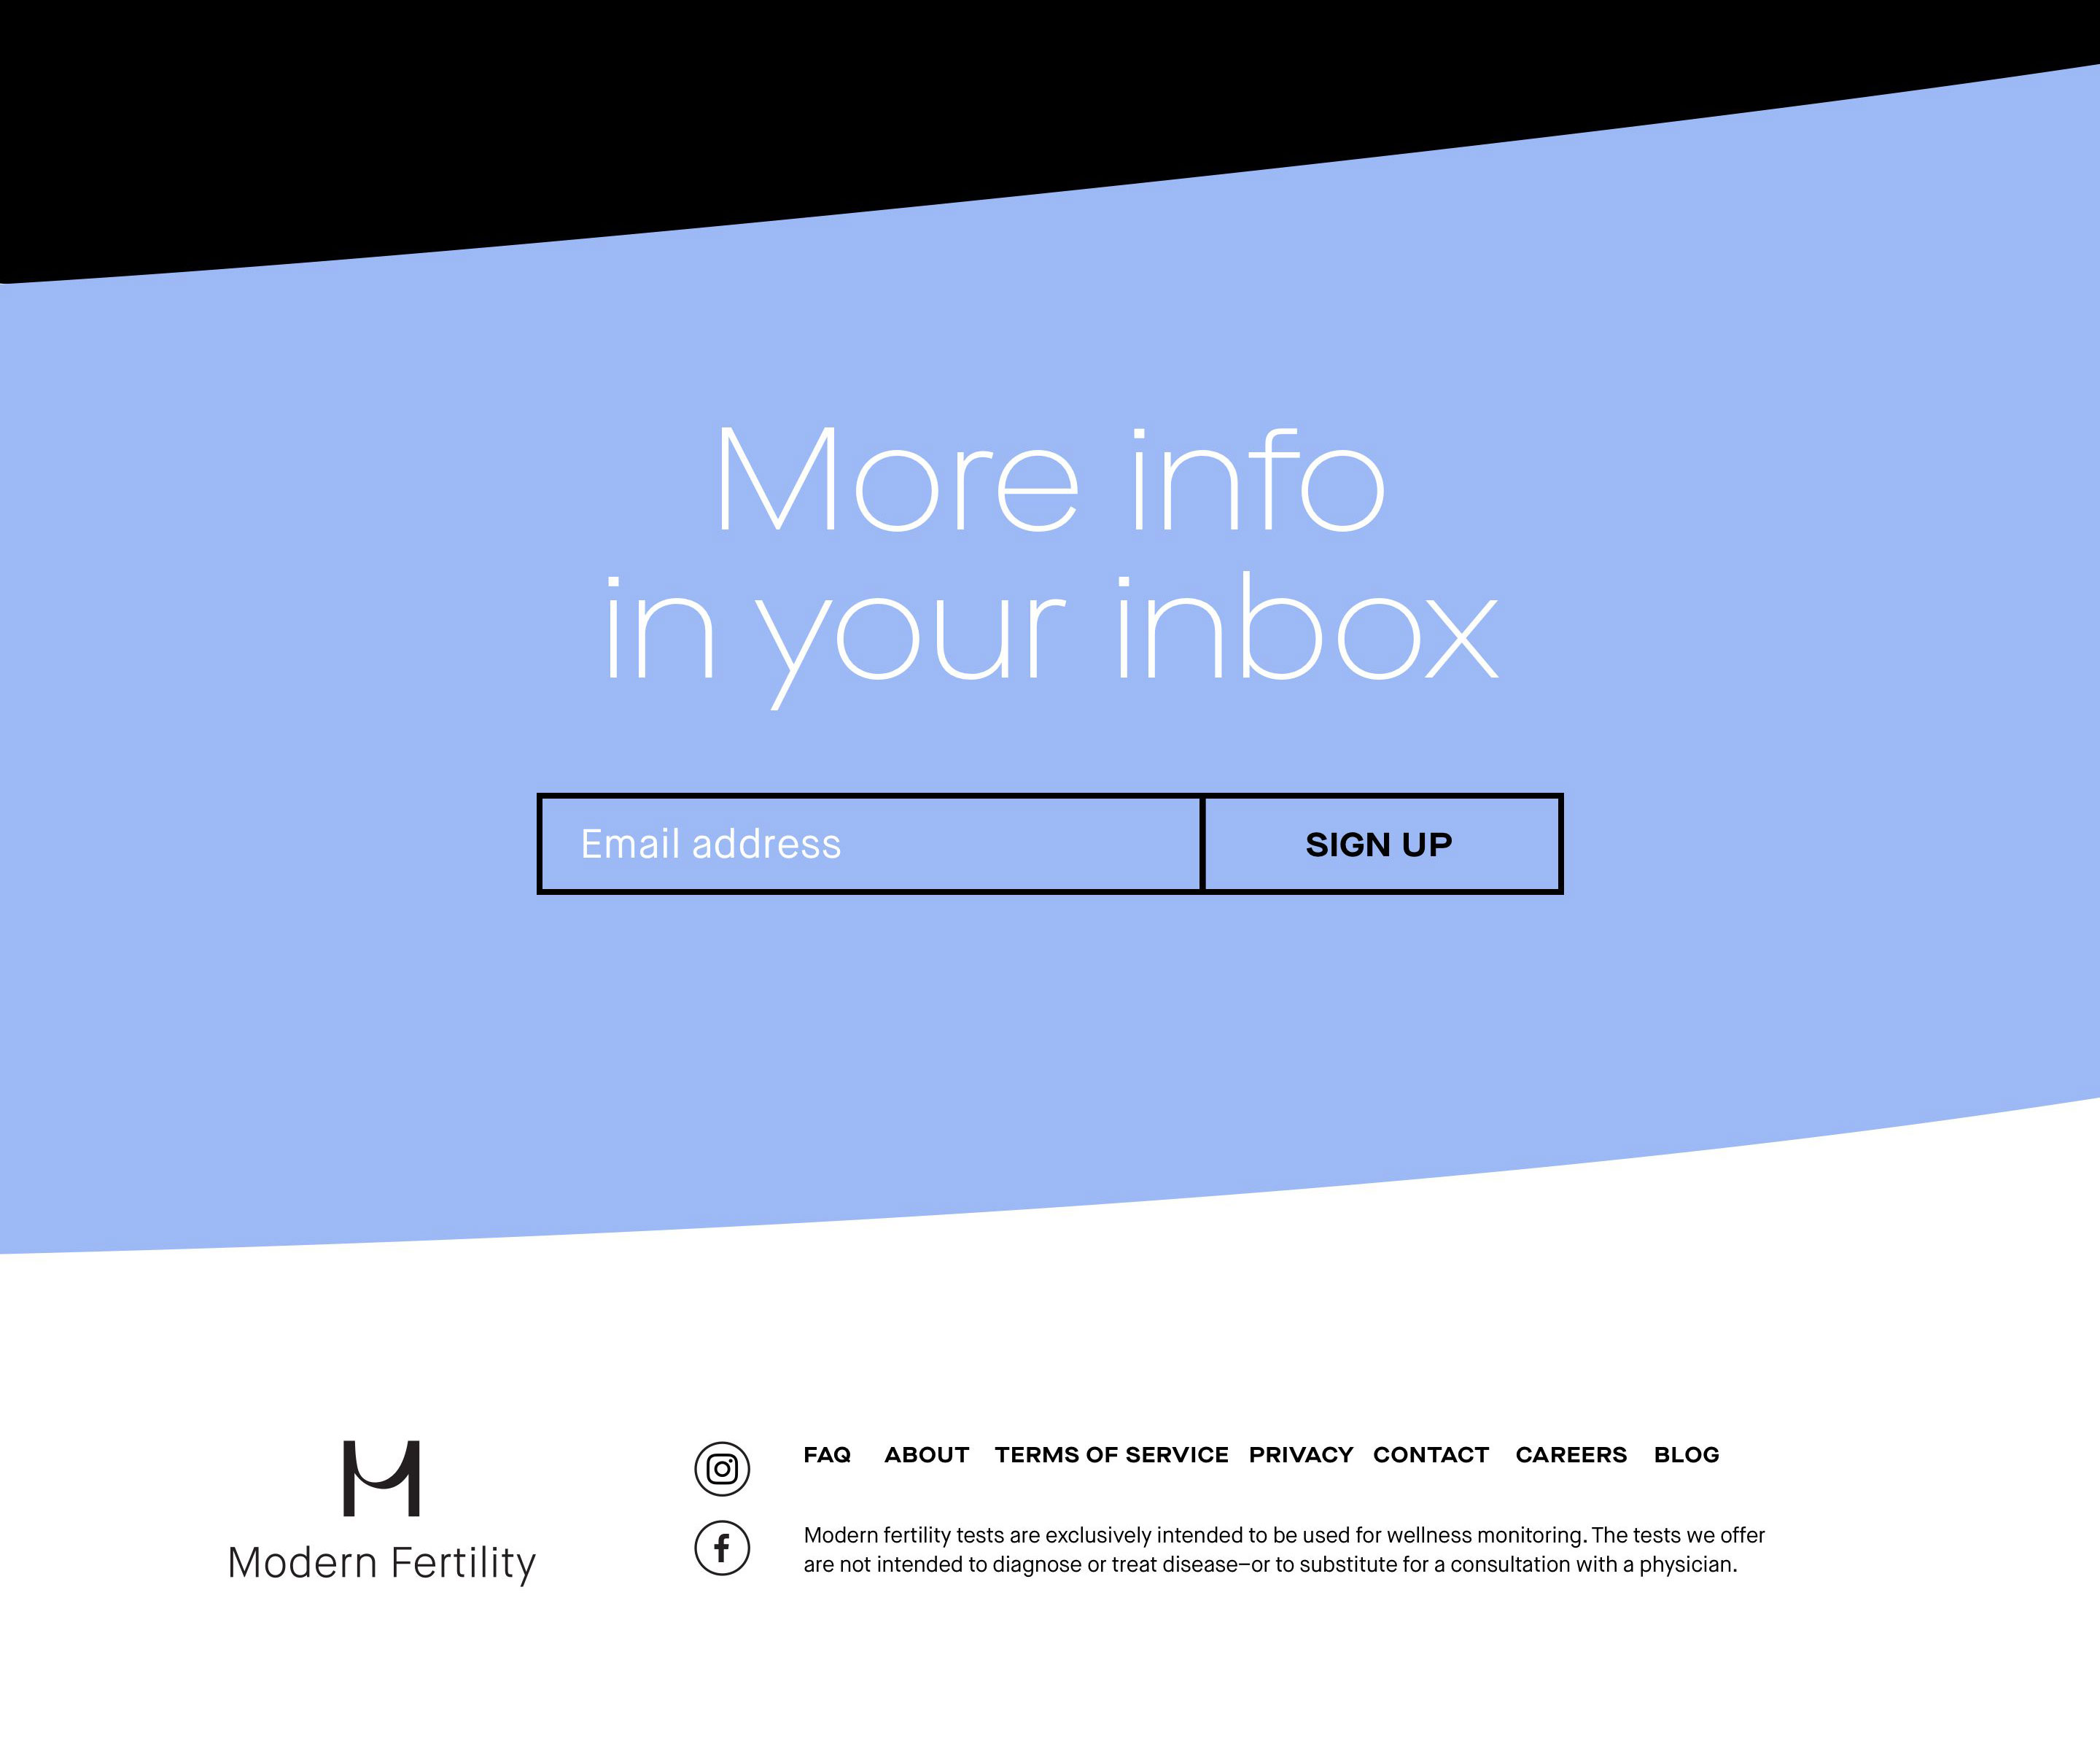 More info
in your inbox
Email address
SIGN UP
FAQ ABOUT TERMS OF SERVICE PRIVACY CONTACT CAREERS BLOG
Modern fertility tests are exclusively intended to be used for wellness monitoring. The tests we offer
are not intended to diagnose or treat disease–or to substitute for a consultation with a physician.
Modern Fertility